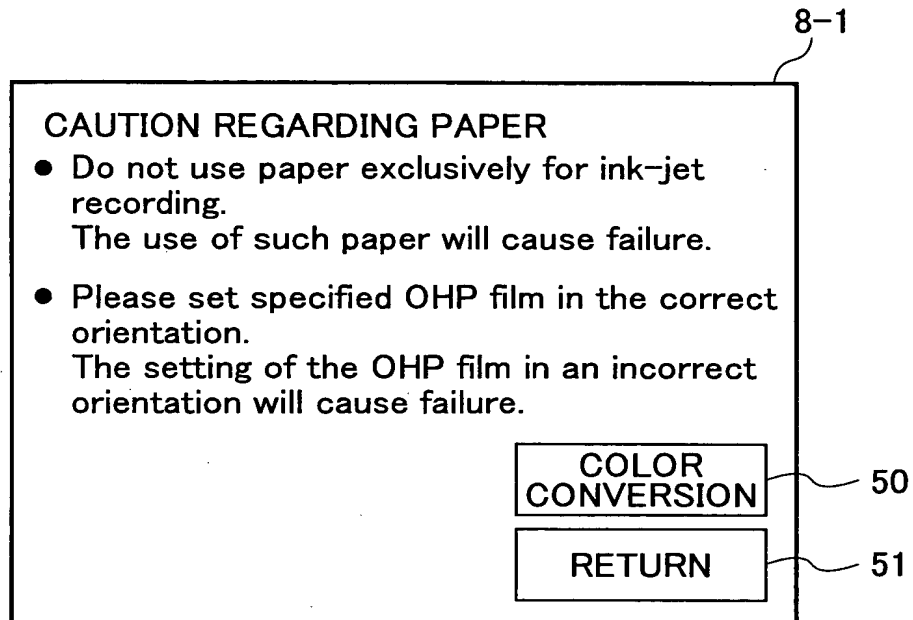 8-1
CAUTION REGARDING PAPER
● Do not use paper exclusively for ink-jet
recording.
The use of such paper will cause failure.
● Please set specified OHP film in the correct
orientation.
The setting of the OHP film in an incorrect
orientation will cause failure.
COLOR
CONVERSION
50
RETURN
51